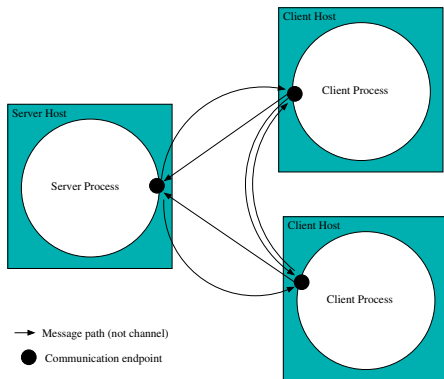 Client Host
Client Process
Server Host
Server Process
Client Host
Client Process
Message path (not channel)
Communication endpoint